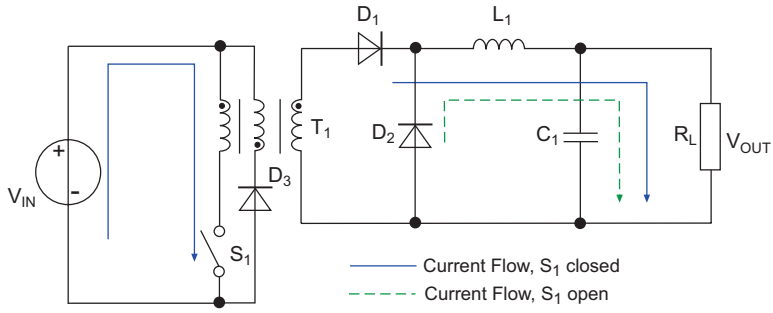 D1
L1
T1
D2
C1
RL
VOUT
D3
+
-
VIN
S1
Current Flow, S1 closed
Current Flow, S1 open